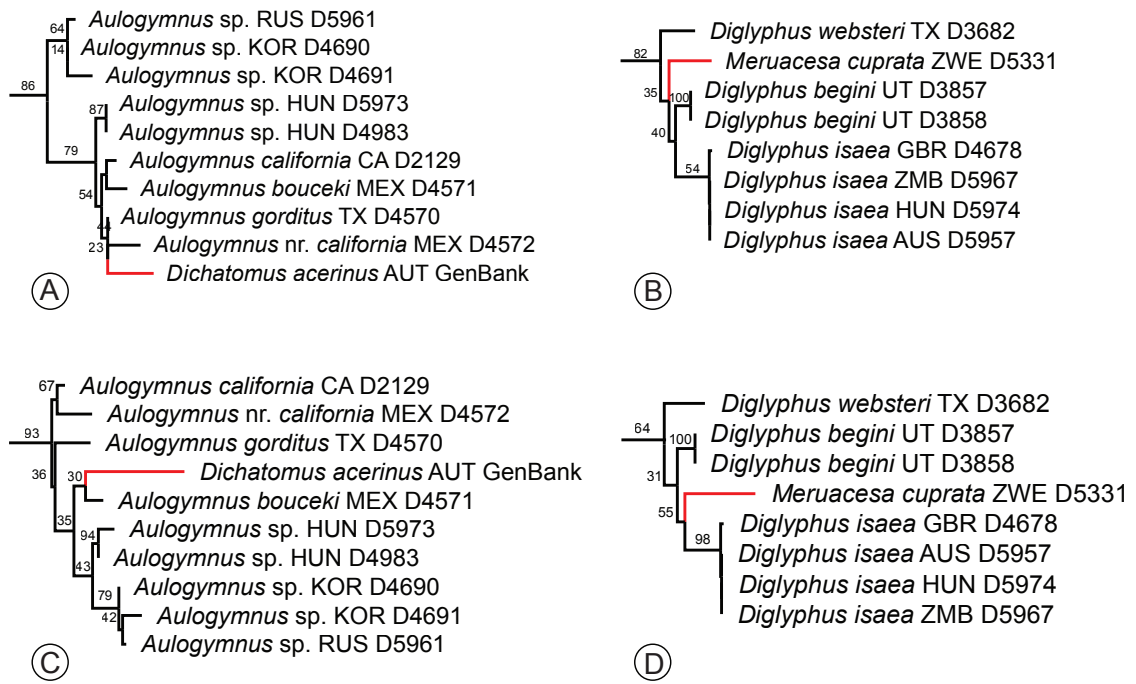 64
Aulogymnus sp. RUS D5961
14
Aulogymnus sp. KOR D4690
Aulogymnus sp. KOR D4691
86
87
Aulogymnus sp. HUN D5973
Aulogymnus sp. HUN D4983
79
Aulogymnus california CA D2129
54
Aulogymnus bouceki MEX D4571
Aulogymnus gorditus TX D4570
44
23
Aulogymnus nr. california MEX D4572
Dichatomus acerinus AUT GenBank
A
Diglyphus websteri TX D3682
82
Meruacesa cuprata ZWE D5331
35
100
Diglyphus begini UT D3857
Diglyphus begini UT D3858
40
Diglyphus isaea GBR D4678
54
Diglyphus isaea ZMB D5967
Diglyphus isaea HUN D5974
Diglyphus isaea AUS D5957
B
67
Aulogymnus california CA D2129
Aulogymnus nr. california MEX D4572
93
Aulogymnus gorditus TX D4570
36
30
Dichatomus acerinus AUT GenBank
Aulogymnus bouceki MEX D4571
35
94
Aulogymnus sp. HUN D5973
Aulogymnus sp. HUN D4983
43
79
Aulogymnus sp. KOR D4690
42
Aulogymnus sp. KOR D4691
Aulogymnus sp. RUS D5961
C
Diglyphus websteri TX D3682
64
100
Diglyphus begini UT D3857
Diglyphus begini UT D3858
31
Meruacesa cuprata ZWE D5331
55
Diglyphus isaea GBR D4678
98
Diglyphus isaea AUS D5957
Diglyphus isaea HUN D5974
Diglyphus isaea ZMB D5967
D